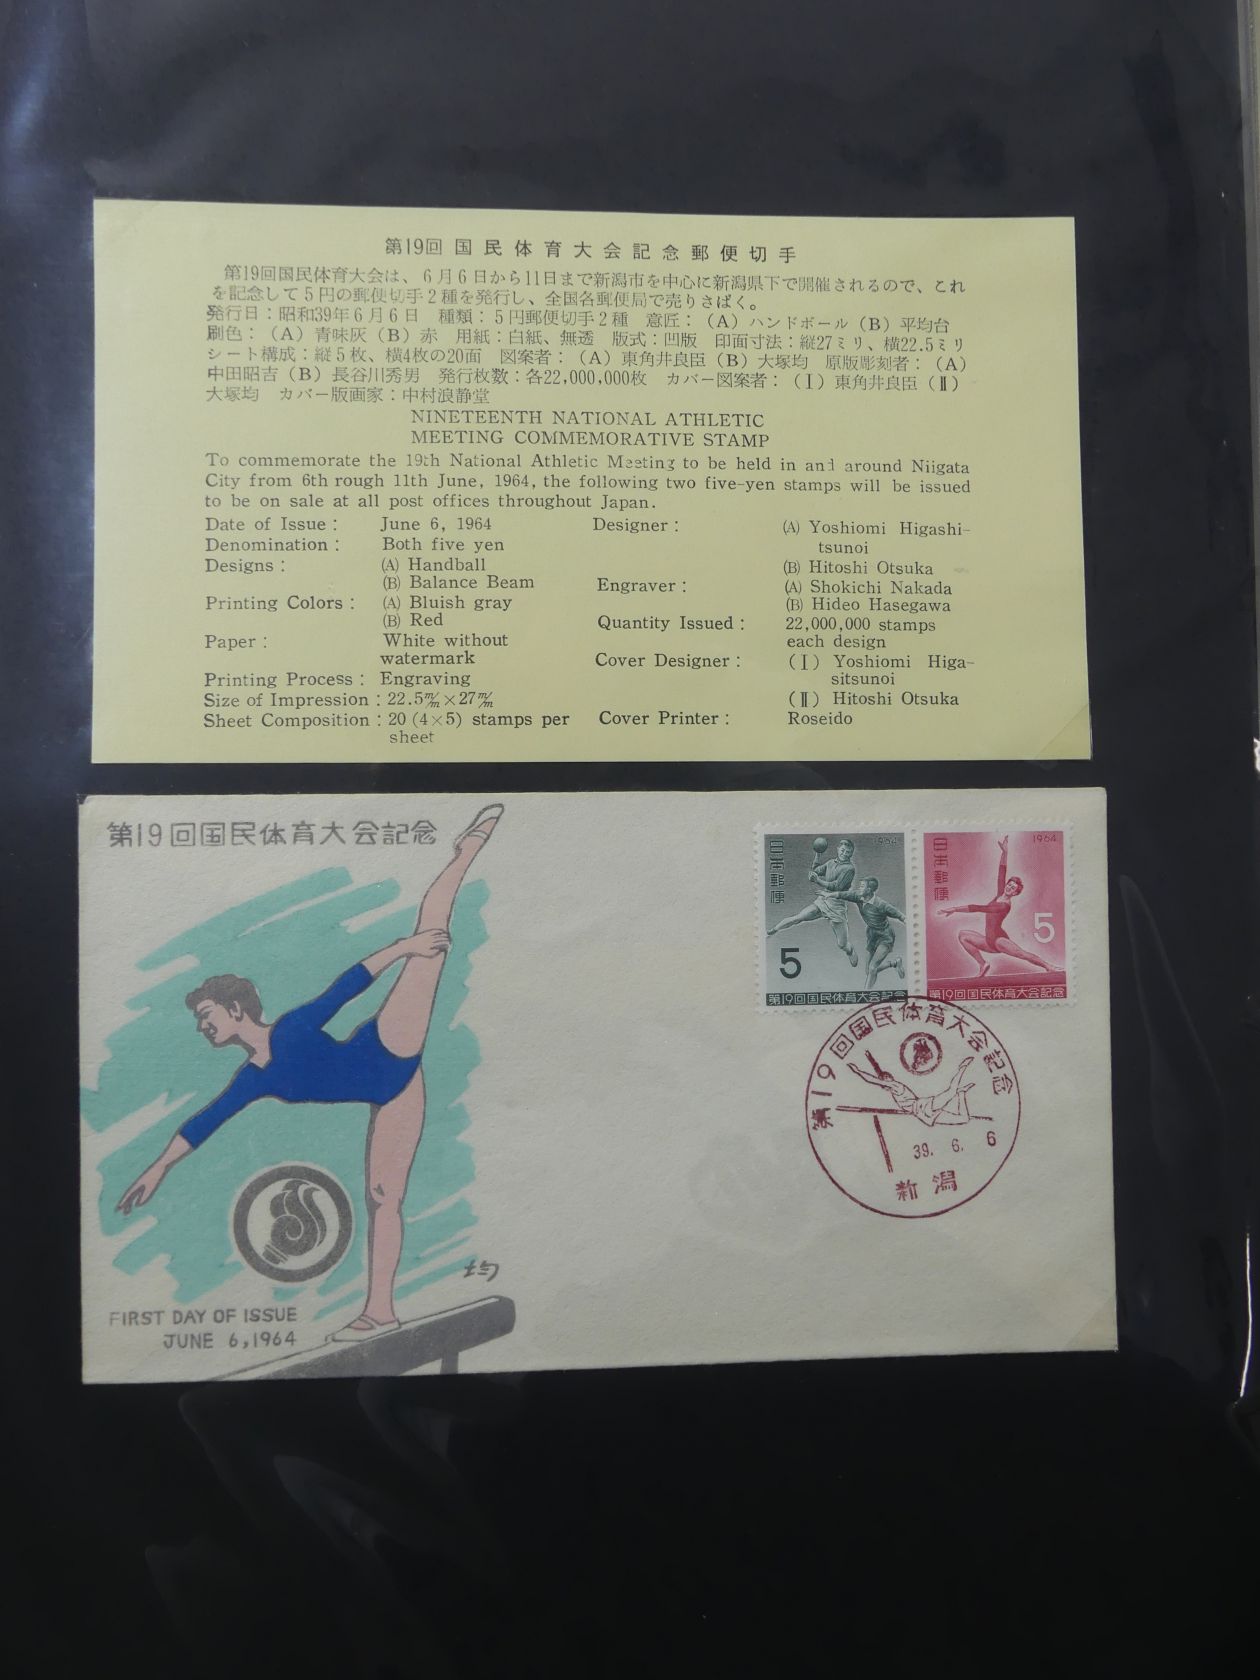 第19回国民体育大会記念郵便切手
第19回国民体育大会は、6月6日から11日まで新潟市を中心に新潟県下で開催されるので、これ
を記念して5円の郵便切手2種を発行し、全国各郵便局で売りさばく。
発行日：昭和39年6月6日 種類：5円郵便切手2種 意匠：（A）ハンドボール（B）平均台
刷色：（A）青味灰（B）赤 用紙：白紙、無透 版式：凹版 印面寸法：縦27ミリ、横22.5ミリ
シート構成：縦5枚、横4枚の20面 図案者：（A）東角井良臣（B）大塚均 原版彫刻者：（A）
中田昭吉（B）長谷川秀男 発行枚数：各22,000,000枚 カバー図案者：（Ⅰ）東角井良臣（Ⅱ）
大塚均 カバー版画家：中村浪静堂
NINETEENTH NATIONAL ATHLETIC
MEETING COMMEMORATIVE STAMP
To commemorate the 19th National Athletic Meeting to be held in and around Niigata
City from 6th rough 11th June, 1964, the following two five-yen stamps will be issued
to be on sale at all post offices throughout Japan.
Date of Issue : June 6, 1964
Denomination : Both five yen
Designs : (A) Handball
(B) Balance Beam
Printing Colors : (A) Bluish gray
(B) Red
Paper : White without
watermark
Printing Process : Engraving
Size of Impression : 22.5m/m×27m/m
Sheet Composition : 20 (4×5) stamps per
sheet
Designer : (A) Yoshiomi Higashi-
tsunoi
(B) Hitoshi Otsuka
Engraver : (A) Shokichi Nakada
(B) Hideo Hasegawa
Quantity Issued : 22,000,000 stamps
each design
Cover Designer : (Ⅰ) Yoshiomi Higa-
sitsunoi
(Ⅱ) Hitoshi Otsuka
Cover Printer : Roseido
第19回国民体育大会記念
均
FIRST DAY OF ISSUE
JUNE 6,1964
日本郵便
1964
5
第19回国民体育大会記念
日本郵便
1964
5
第19回国民体育大会記念
第19回国民体育大会記念
39. 6. 6
新潟